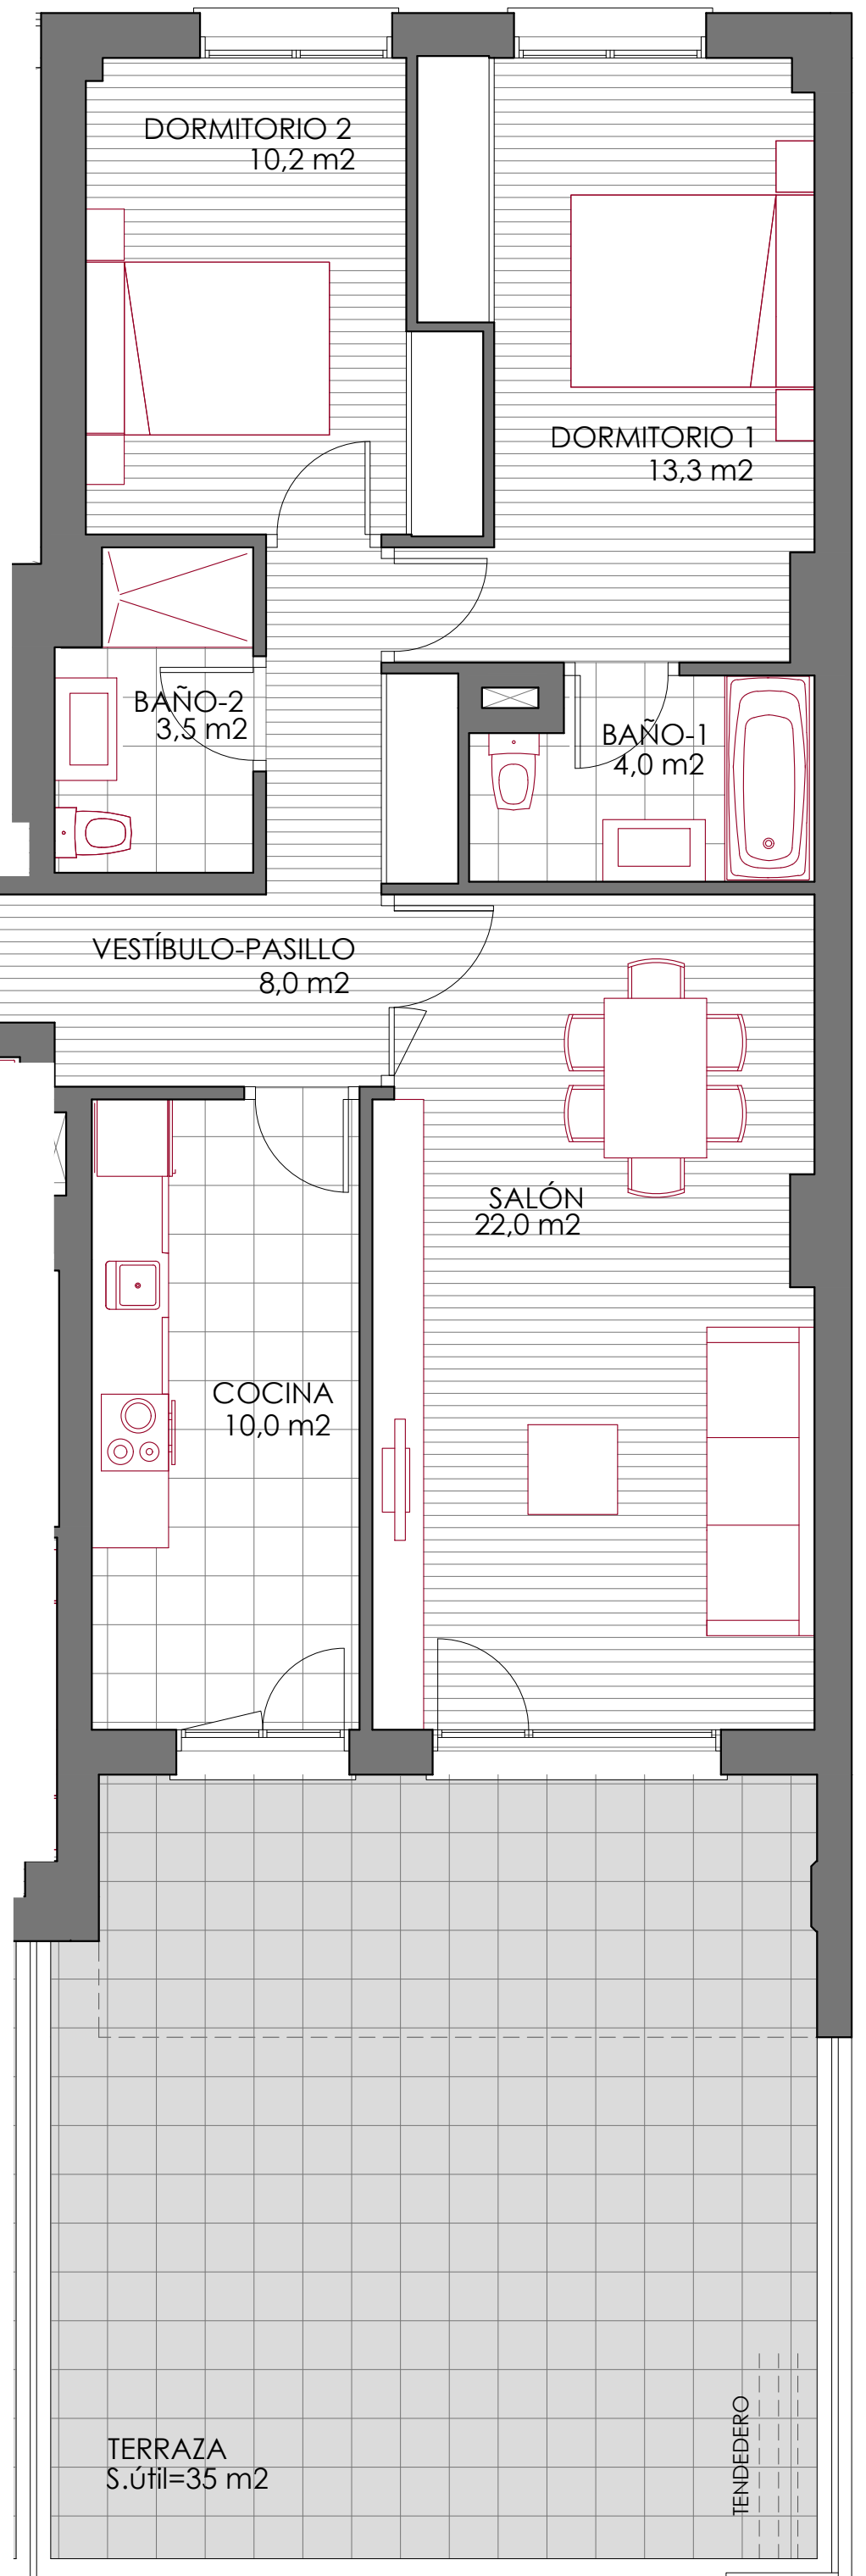 DORMITORIO 2
10,2 m2
DORMITORIO 1
13,3 m2
BAÑO-2
3,5 m2
BAÑO-1
4,0 m2
VESTÍBULO-PASILLO
8,0 m2
SALÓN
22,0 m2
COCINA
10,0 m2
TENDEDERO
TERRAZA
S.útil=35 m2